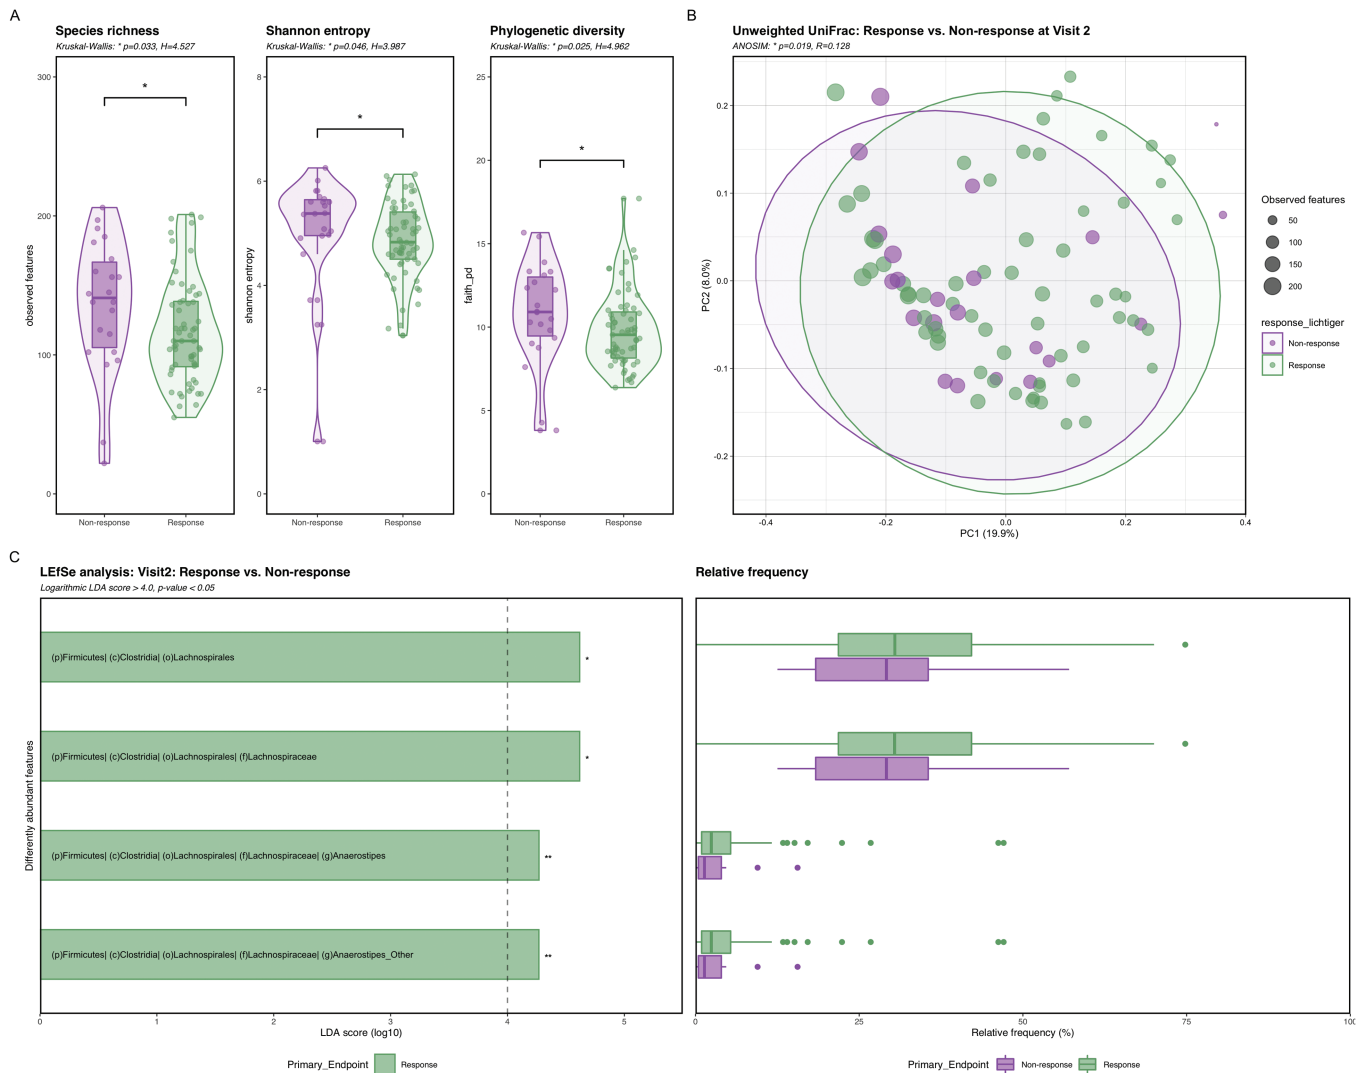 A
Species richness
Kruskal-Wallis: * p=0.033, H=4.527
observed features
300
200
100
0
*
Non-response
Response
Shannon entropy
Kruskal-Wallis: * p=0.046, H=3.987
shannon entropy
8
6
4
2
0
*
Non-response
Response
Phylogenetic diversity
Kruskal-Wallis: * p=0.025, H=4.962
faith_pd
25
20
15
10
5
0
*
Non-response
Response
B
Unweighted UniFrac: Response vs. Non-response at Visit 2
ANOSIM: * p=0.019, R=0.128
PC2 (8.0%)
0.2
0.1
0.0
-0.1
-0.2
-0.4
-0.2
0.0
0.2
0.4
PC1 (19.9%)
Observed features
50
100
150
200
response_lichtiger
Non-response
Response
C
LEfSe analysis: Visit2: Response vs. Non-response
Logarithmic LDA score > 4.0, p-value < 0.05
Differently abundant features
(p)Firmicutes| (c)Clostridia| (o)Lachnospirales
*
(p)Firmicutes| (c)Clostridia| (o)Lachnospirales| (f)Lachnospiraceae
*
(p)Firmicutes| (c)Clostridia| (o)Lachnospirales| (f)Lachnospiraceae| (g)Anaerostipes
**
(p)Firmicutes| (c)Clostridia| (o)Lachnospirales| (f)Lachnospiraceae| (g)Anaerostipes_Other
**
0
1
2
3
4
5
LDA score (log10)
Primary_Endpoint
Response
Relative frequency
0
25
50
75
100
Relative frequency (%)
Primary_Endpoint
Non-response
Response